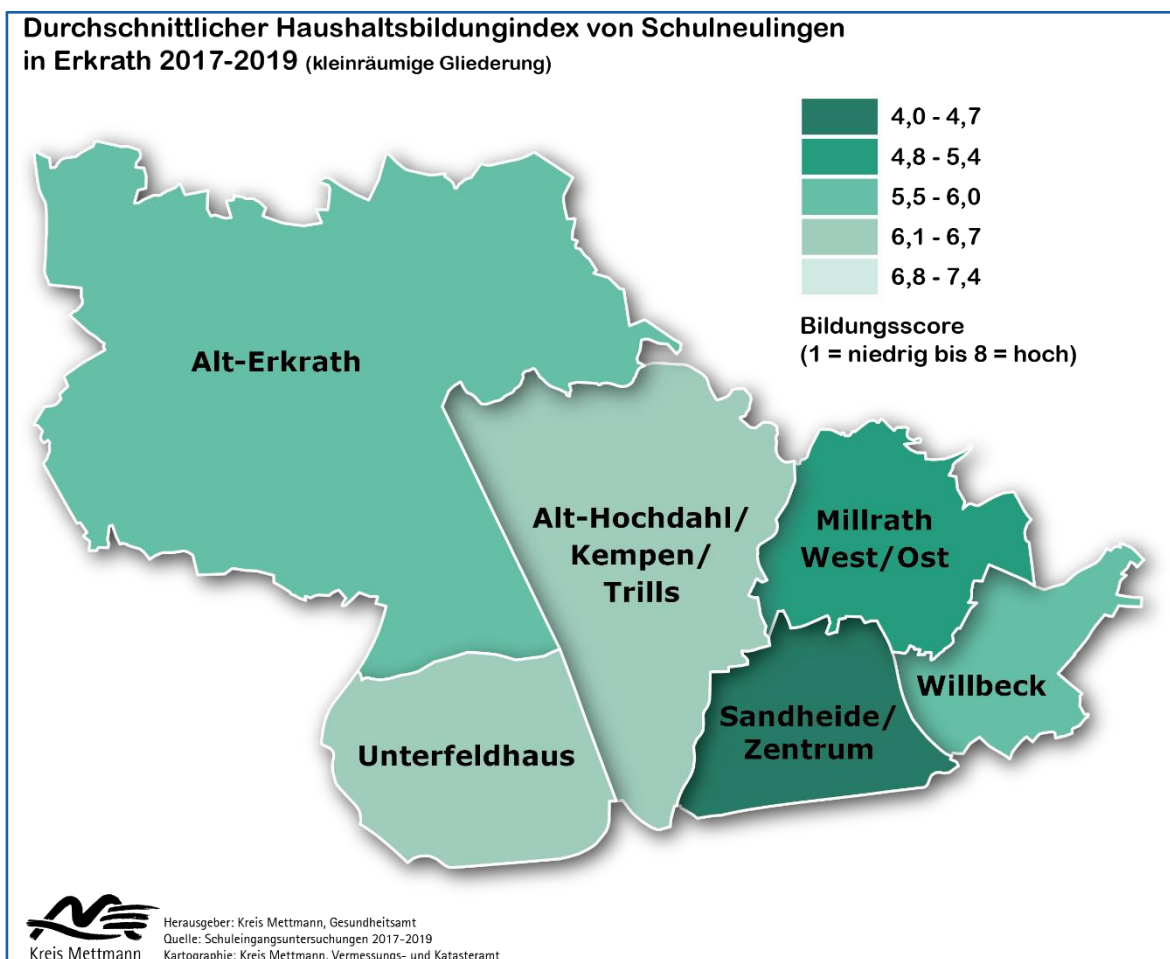 Durchschnittlicher Haushaltsbildungindex von Schulneulingen
in Erkrath 2017-2019 (kleinräumige Gliederung)
4,0 - 4,7
4,8 - 5,4
5,5 - 6,0
6,1 - 6,7
6,8 - 7,4
Bildungsscore
(1 = niedrig bis 8 = hoch)
Alt-Erkrath
Alt-Hochdahl/
Kempen/
Trills
Millrath
West/Ost
Willbeck
Sandheide/
Zentrum
Unterfeldhaus
Kreis Mettmann
Herausgeber: Kreis Mettmann, Gesundheitsamt
Quelle: Schuleingangsuntersuchungen 2017-2019
Kartographie: Kreis Mettmann, Vermessungs- und Katasteramt